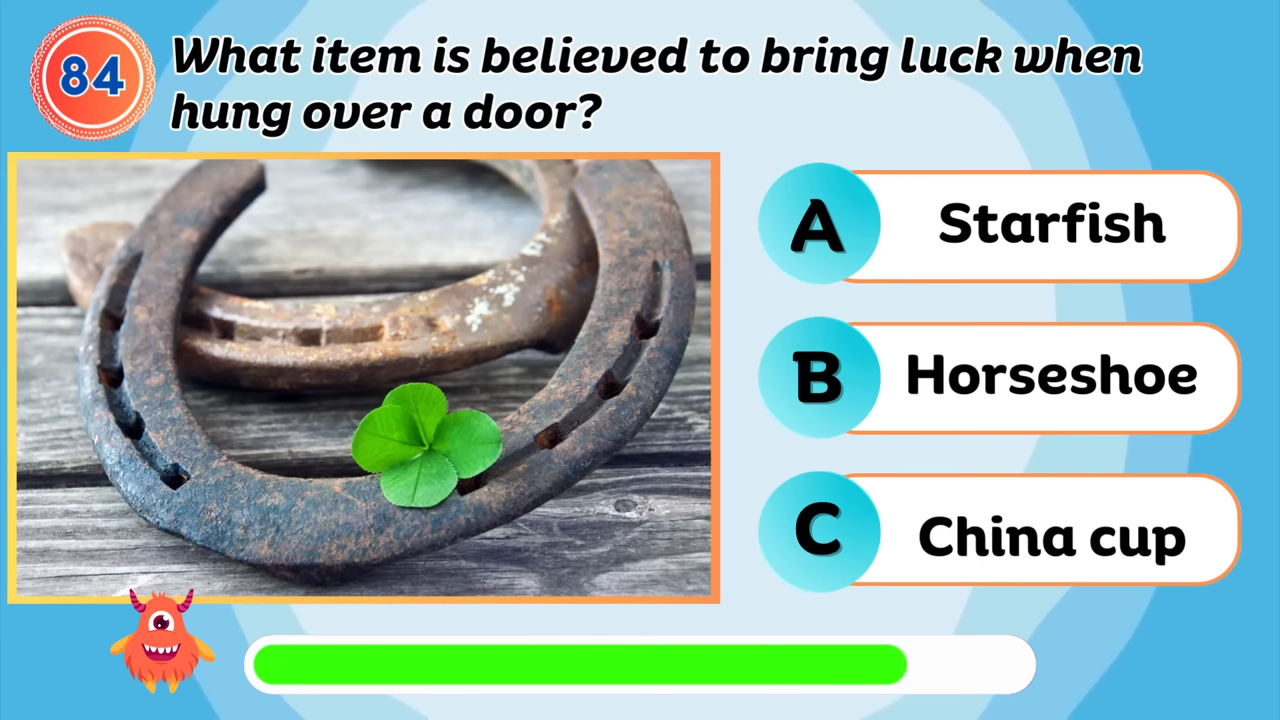 84
What item is believed to bring luck when
hung over a door?
A
Starfish
B
Horseshoe
C
China cup